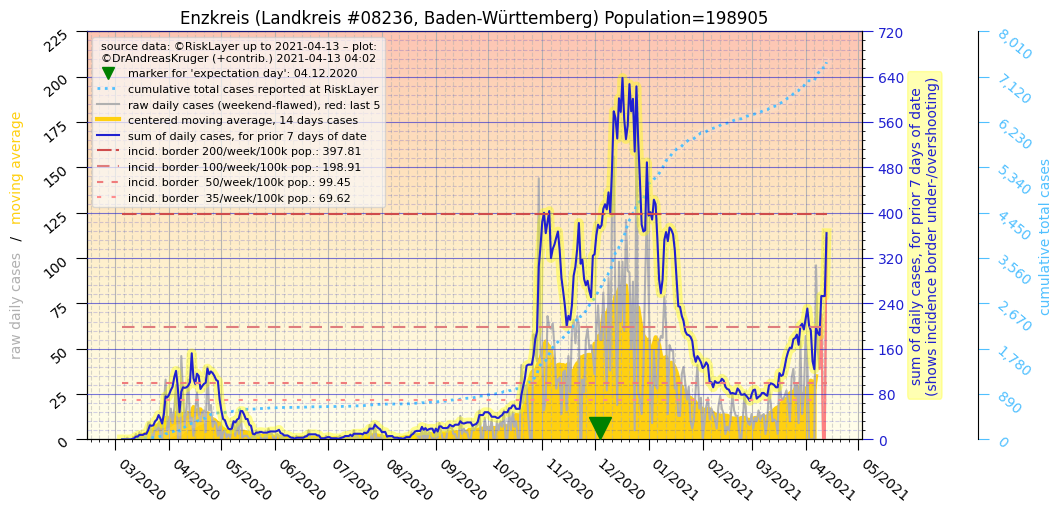 Enzkreis (Landkreis #08236, Baden-Württemberg) Population=198905
source data: ©RiskLayer up to 2021-04-13 – plot:
©DrAndreasKruger (+contrib.) 2021-04-13 04:02
marker for 'expectation day': 04.12.2020
cumulative total cases reported at RiskLayer
raw daily cases (weekend-flawed), red: last 5
centered moving average, 14 days cases
sum of daily cases, for prior 7 days of date
incid. border 200/week/100k pop.: 397.81
incid. border 100/week/100k pop.: 198.91
incid. border  50/week/100k pop.: 99.45
incid. border  35/week/100k pop.: 69.62
raw daily cases / moving average
225
200
175
150
125
100
75
50
25
0
03/2020
04/2020
05/2020
06/2020
07/2020
08/2020
09/2020
10/2020
11/2020
12/2020
01/2021
02/2021
03/2021
04/2021
05/2021
720
640
560
480
400
320
240
160
80
0
sum of daily cases, for prior 7 days of date
(shows incidence border under-/overshooting)
8,010
7,120
6,230
5,340
4,450
3,560
2,670
1,780
890
0
cumulative total cases